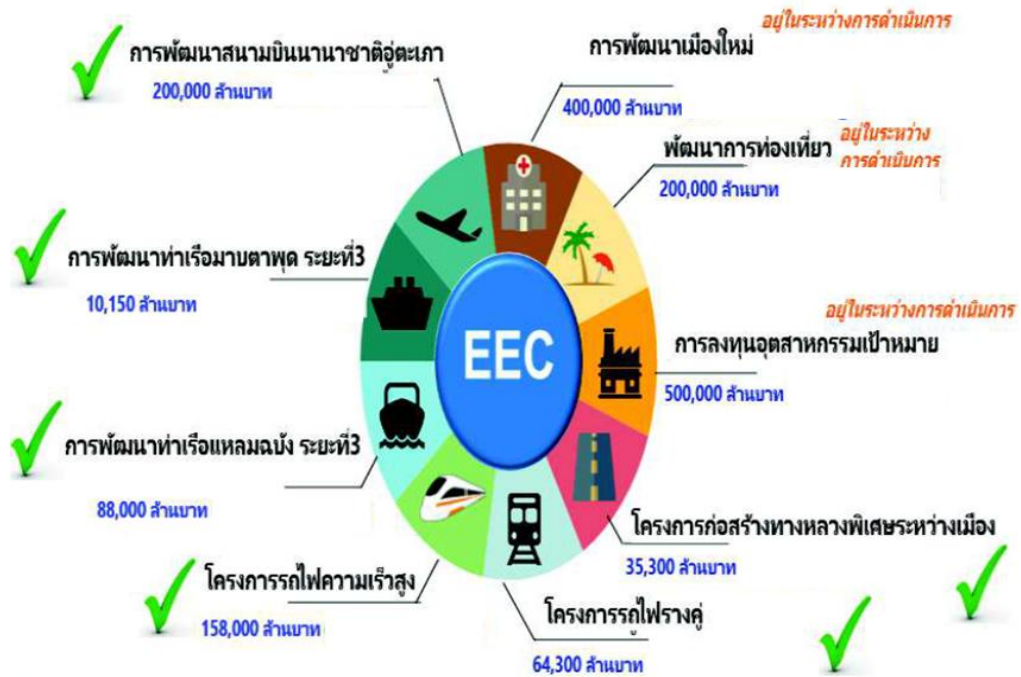 อยู่ในระหว่างการดำเนินการ
การพัฒนาสนามบินนานาชาติอู่ตะเภา
200,000 ล้านบาท
การพัฒนาเมืองใหม่
400,000 ล้านบาท
พัฒนาการท่องเที่ยว
อยู่ในระหว่าง
การดำเนินการ
200,000 ล้านบาท
การพัฒนาท่าเรือมาบตาพุด ระยะที่3
10,150 ล้านบาท
อยู่ในระหว่างการดำเนินการ
การลงทุนอุตสาหกรรมเป้าหมาย
500,000 ล้านบาท
EEC
การพัฒนาท่าเรือแหลมฉบัง ระยะที่3
88,000 ล้านบาท
โครงการก่อสร้างทางหลวงพิเศษระหว่างเมือง
35,300 ล้านบาท
โครงการรถไฟความเร็วสูง
158,000 ล้านบาท
โครงการรถไฟรางคู่
64,300 ล้านบาท